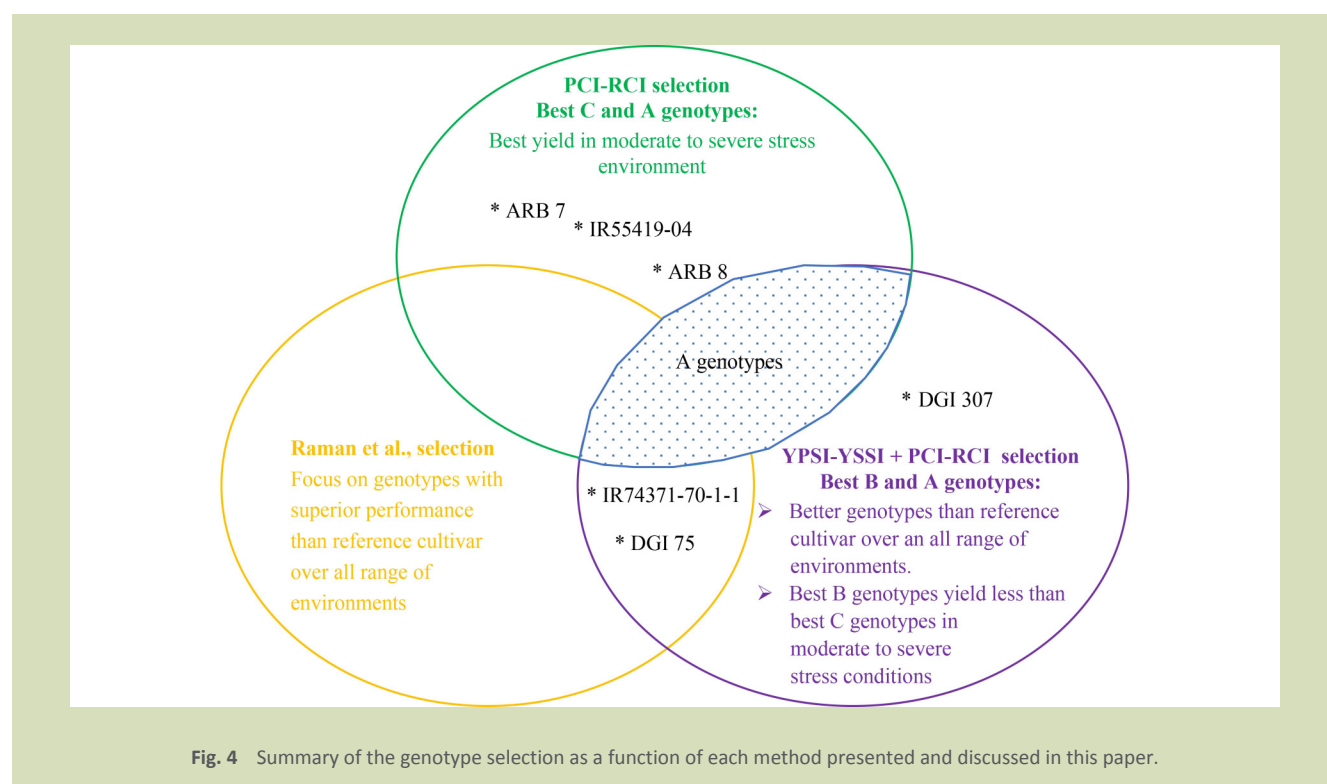 PCI-RCI selection
Best C and A genotypes:
Best yield in moderate to severe stress
environment
* ARB 7
* IR55419-04
* ARB 8
A genotypes
* DGI 307
Raman et al., selection
Focus on genotypes with
superior performance
than reference cultivar
over all range of
environments
* IR74371-70-1-1
* DGI 75
YPSI-YSSI + PCI-RCI selection
Best B and A genotypes:
➢ Better genotypes than reference
cultivar over an all range of
environments.
➢ Best B genotypes yield less than
best C genotypes in
moderate to severe
stress conditions
Fig. 4 Summary of the genotype selection as a function of each method presented and discussed in this paper.